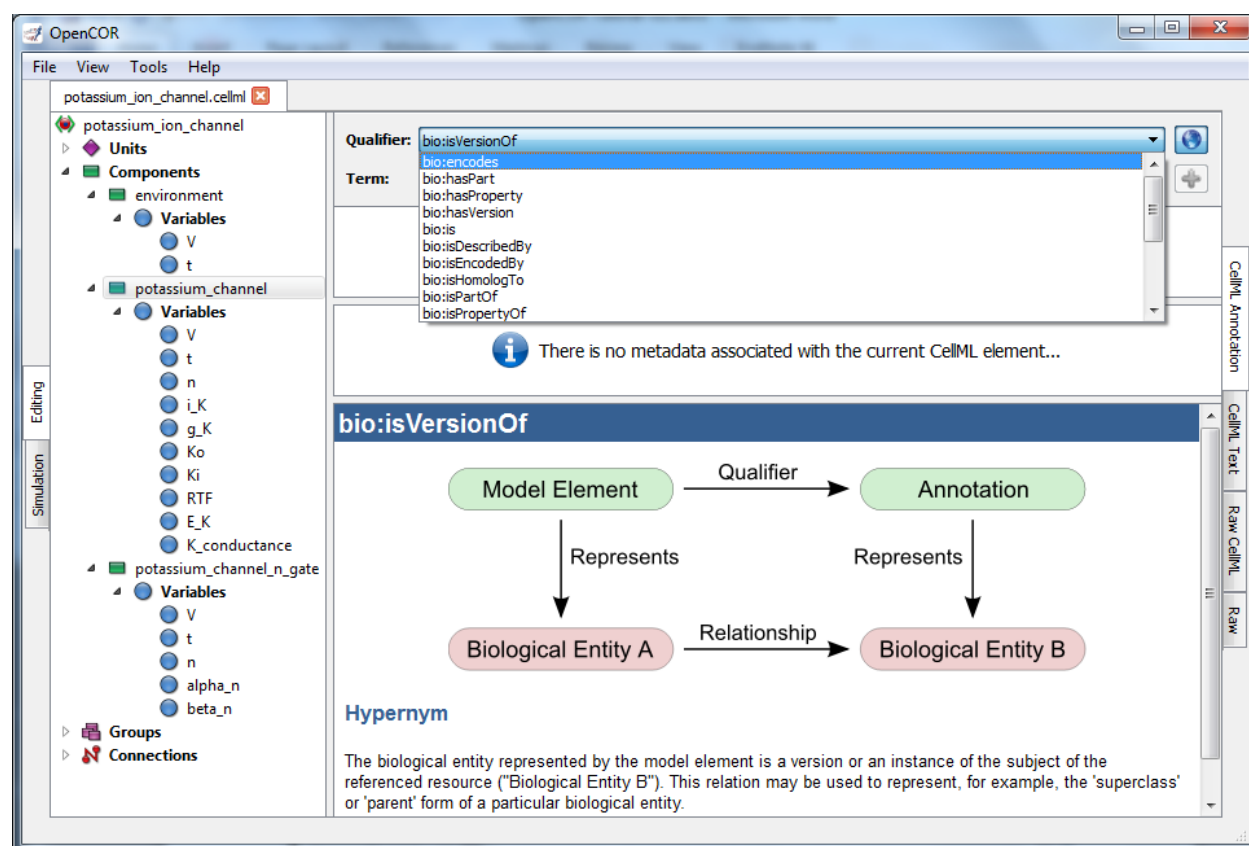 OpenCOR
File View Tools Help
potassium_ion_channel.cellml
potassium_ion_channel
Units
Components
environment
Variables
V
t
potassium_channel
Variables
V
t
n
i_K
g_K
Ko
Ki
RTF
E_K
K_conductance
potassium_channel_n_gate
Variables
V
t
n
alpha_n
beta_n
Groups
Connections
Editing
Simulation
Qualifier: bio:isVersionOf
Term:
bio:encodes
bio:hasPart
bio:hasProperty
bio:hasVersion
bio:is
bio:isDescribedBy
bio:isEncodedBy
bio:isHomologTo
bio:isPartOf
bio:isPropertyOf
There is no metadata associated with the current CellML element...
bio:isVersionOf
Model Element
Qualifier
Annotation
Represents
Represents
Biological Entity A
Relationship
Biological Entity B
Hypernym
The biological entity represented by the model element is a version or an instance of the subject of the
referenced resource ("Biological Entity B"). This relation may be used to represent, for example, the 'superclass'
or 'parent' form of a particular biological entity.
CellML Annotation
CellML Text
Raw CellML
Raw